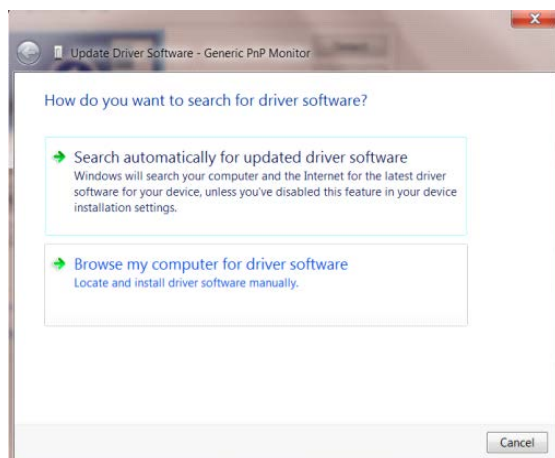 Update Driver Software - Generic PnP Monitor
How do you want to search for driver software?
Search automatically for updated driver software
Windows will search your computer and the Internet for the latest driver
software for your device, unless you've disabled this feature in your device
installation settings.
Browse my computer for driver software
Locate and install driver software manually.
Cancel